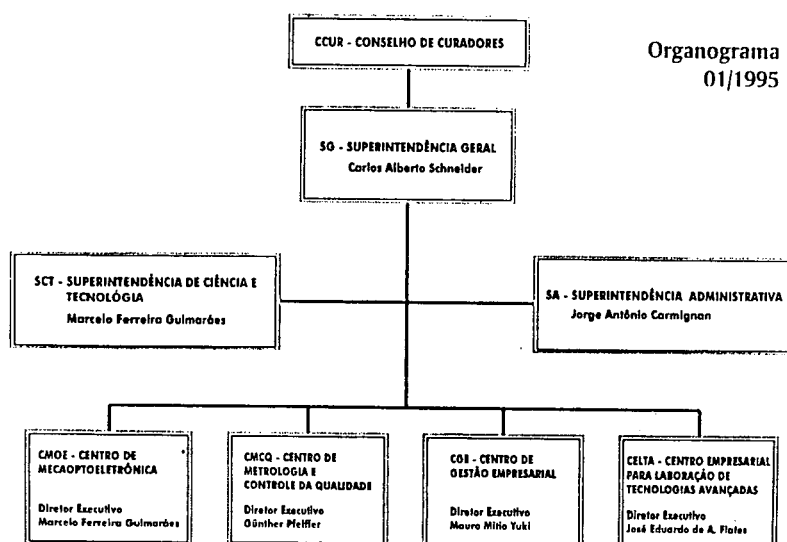 CCUR - CONSELHO DE CURADORES
Organograma
01/1995
SG - SUPERINTENDÊNCIA GERAL
Carlos Alberto Schneider
SCT - SUPERINTENDÊNCIA DE CIÊNCIA E
TECNOLÓGIA
Marcelo Ferreira Guimarães
SA - SUPERINTENDÊNCIA ADMINISTRATIVA
Jorge Antônio Carmignan
CMOE - CENTRO DE
MECAOPTOELETRÔNICA
Diretor Executivo
Marcelo Ferreira Guimarães
CMCQ - CENTRO DE
METROLOGIA E
CONTROLE DA QUALIDADE
Diretor Executivo
Günther Pfeiffer
CGE - CENTRO DE
GESTÃO EMPRESARIAL
Diretor Executivo
Mauro Mitio Yuki
CELTA - CENTRO EMPRESARIAL
PARA LABORAÇÃO DE
TECNOLOGIAS AVANÇADAS
Diretor Executivo
José Eduardo de A. Fiates